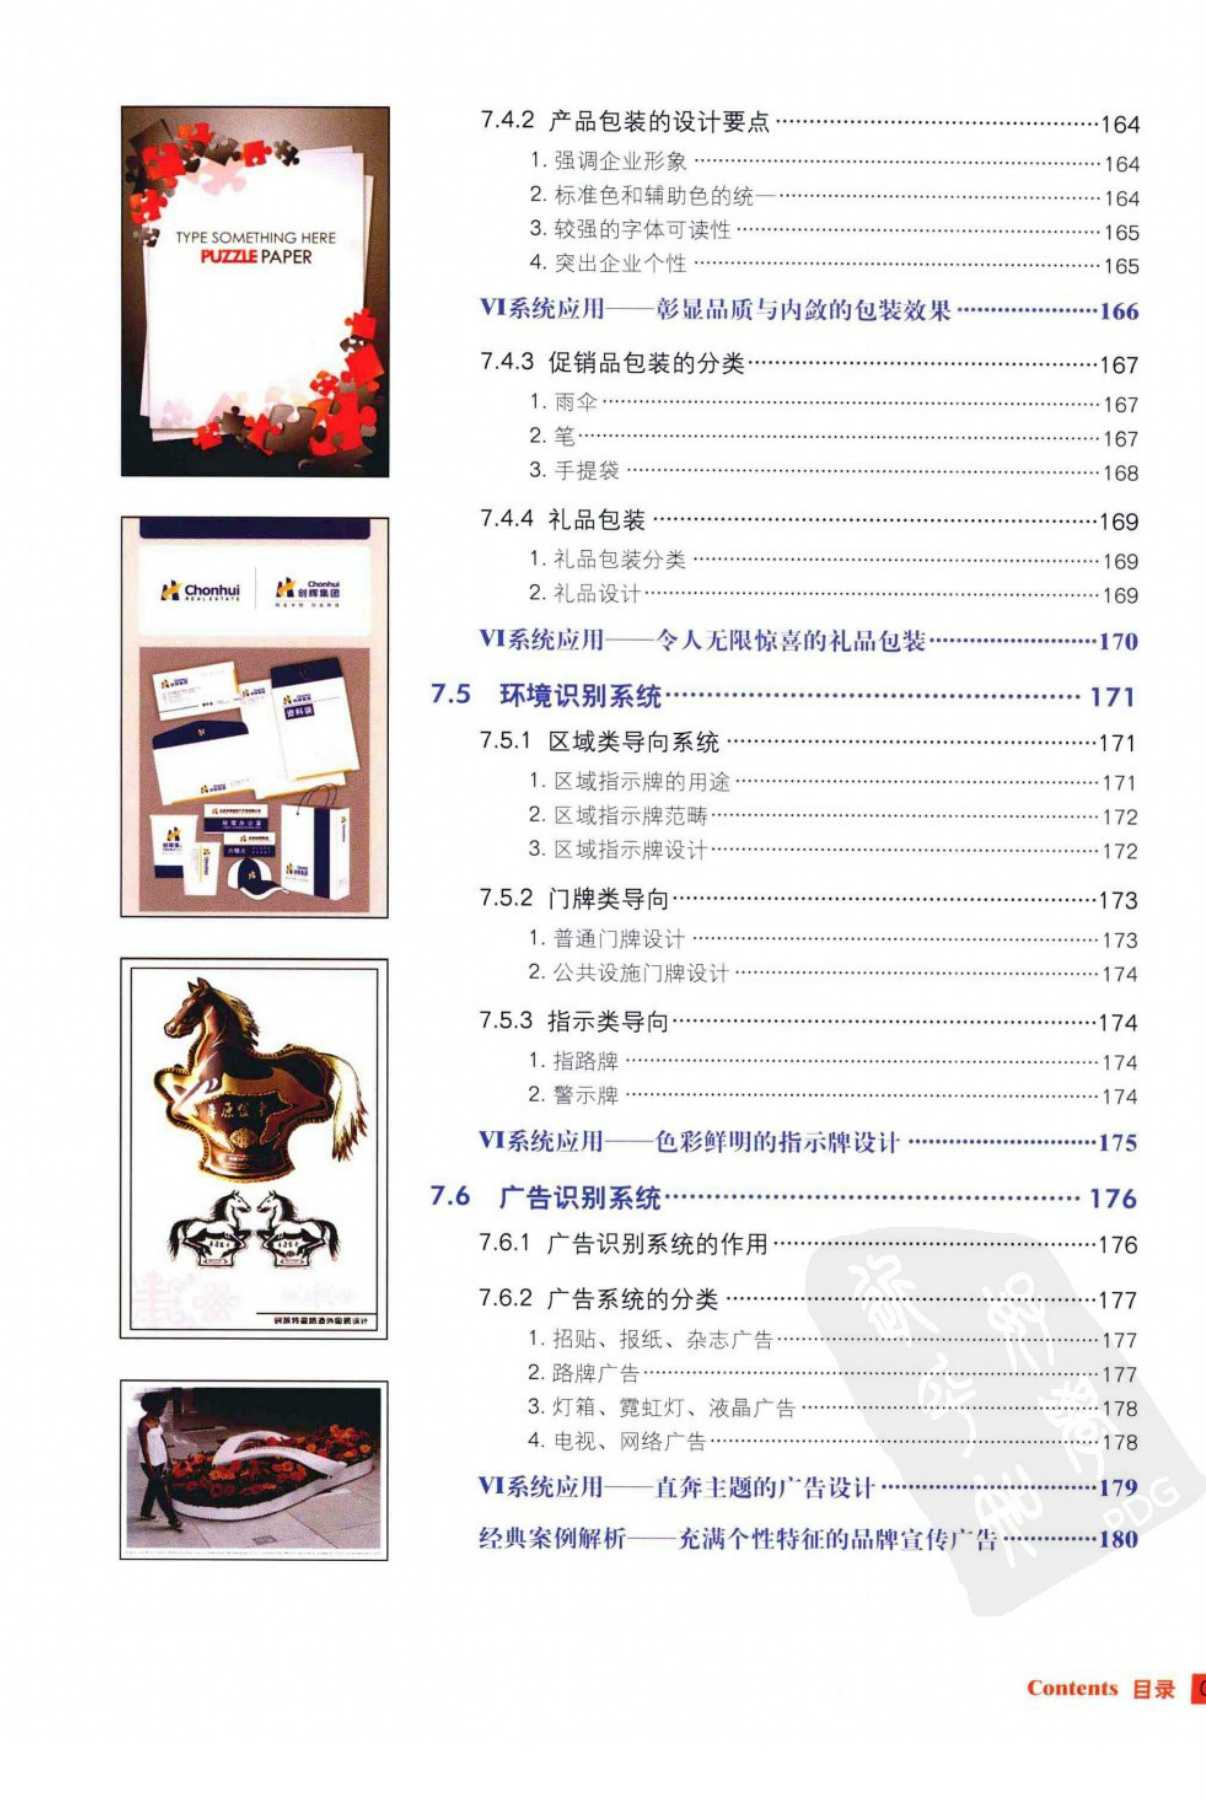 TYPE SOMETHING HERE
PUZZLE PAPER
Chonhui
REAL ESTATE
Chonhui
创辉集团
资料袋
7.4.2 产品包装的设计要点 164
1. 强调企业形象 164
2. 标准色和辅助色的统一 164
3. 较强的字体可读性 165
4. 突出企业个性 165
VI系统应用——彰显品质与内敛的包装效果 166
7.4.3 促销品包装的分类 167
1. 雨伞 167
2. 笔 167
3. 手提袋 168
7.4.4 礼品包装 169
1. 礼品包装分类 169
2. 礼品设计 169
VI系统应用——令人无限惊喜的礼品包装 170
7.5 环境识别系统 171
7.5.1 区域类导向系统 171
1. 区域指示牌的用途 171
2. 区域指示牌范畴 172
3. 区域指示牌设计 172
7.5.2 门牌类导向 173
1. 普通门牌设计 173
2. 公共设施门牌设计 174
7.5.3 指示类导向 174
1. 指路牌 174
2. 警示牌 174
VI系统应用——色彩鲜明的指示牌设计 175
7.6 广告识别系统 176
7.6.1 广告识别系统的作用 176
7.6.2 广告系统的分类 177
1. 招贴、报纸、杂志广告 177
2. 路牌广告 177
3. 灯箱、霓虹灯、液晶广告 178
4. 电视、网络广告 178
VI系统应用——直奔主题的广告设计 179
经典案例解析——充满个性特征的品牌宣传广告 180
PDG
Contents 目录